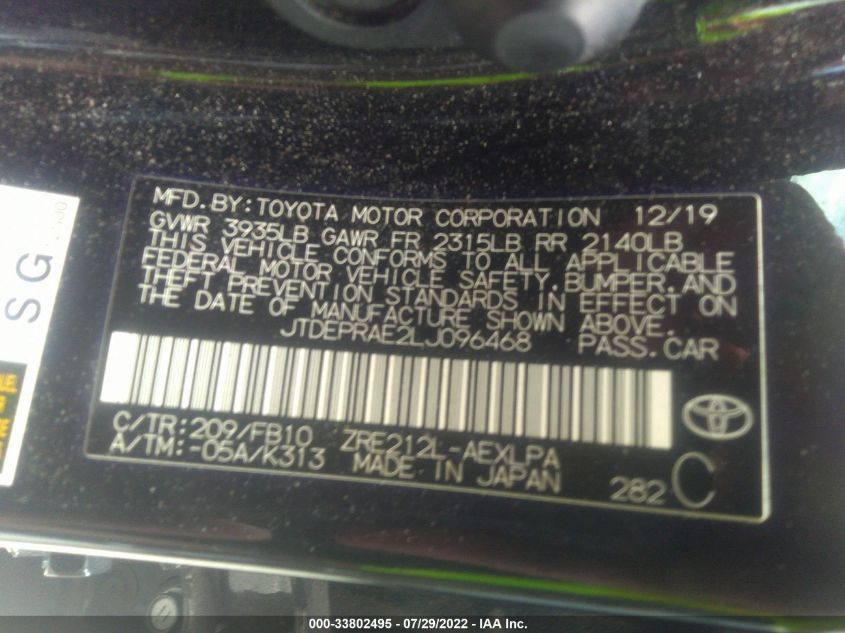 MFD.BY:TOYOTA MOTOR CORPORATION 12/19
GVWR 3935LB GAWR FR 2315LB RR 2140LB
THIS VEHICLE CONFORMS TO ALL APPLICABLE
FEDERAL MOTOR VEHICLE SAFETY,BUMPER,AND
THEFT PREVENTION STANDARDS IN EFFECT ON
THE DATE OF MANUFACTURE SHOWN ABOVE.
JTDEPRAE2LJ096468 PASS.CAR
C/TR:209/FB10 ZRE212L-AEXLPA
A/TM:-05A/K313 MADE IN JAPAN 282 C
SG
000-33802495 - 07/29/2022 - IAA Inc.